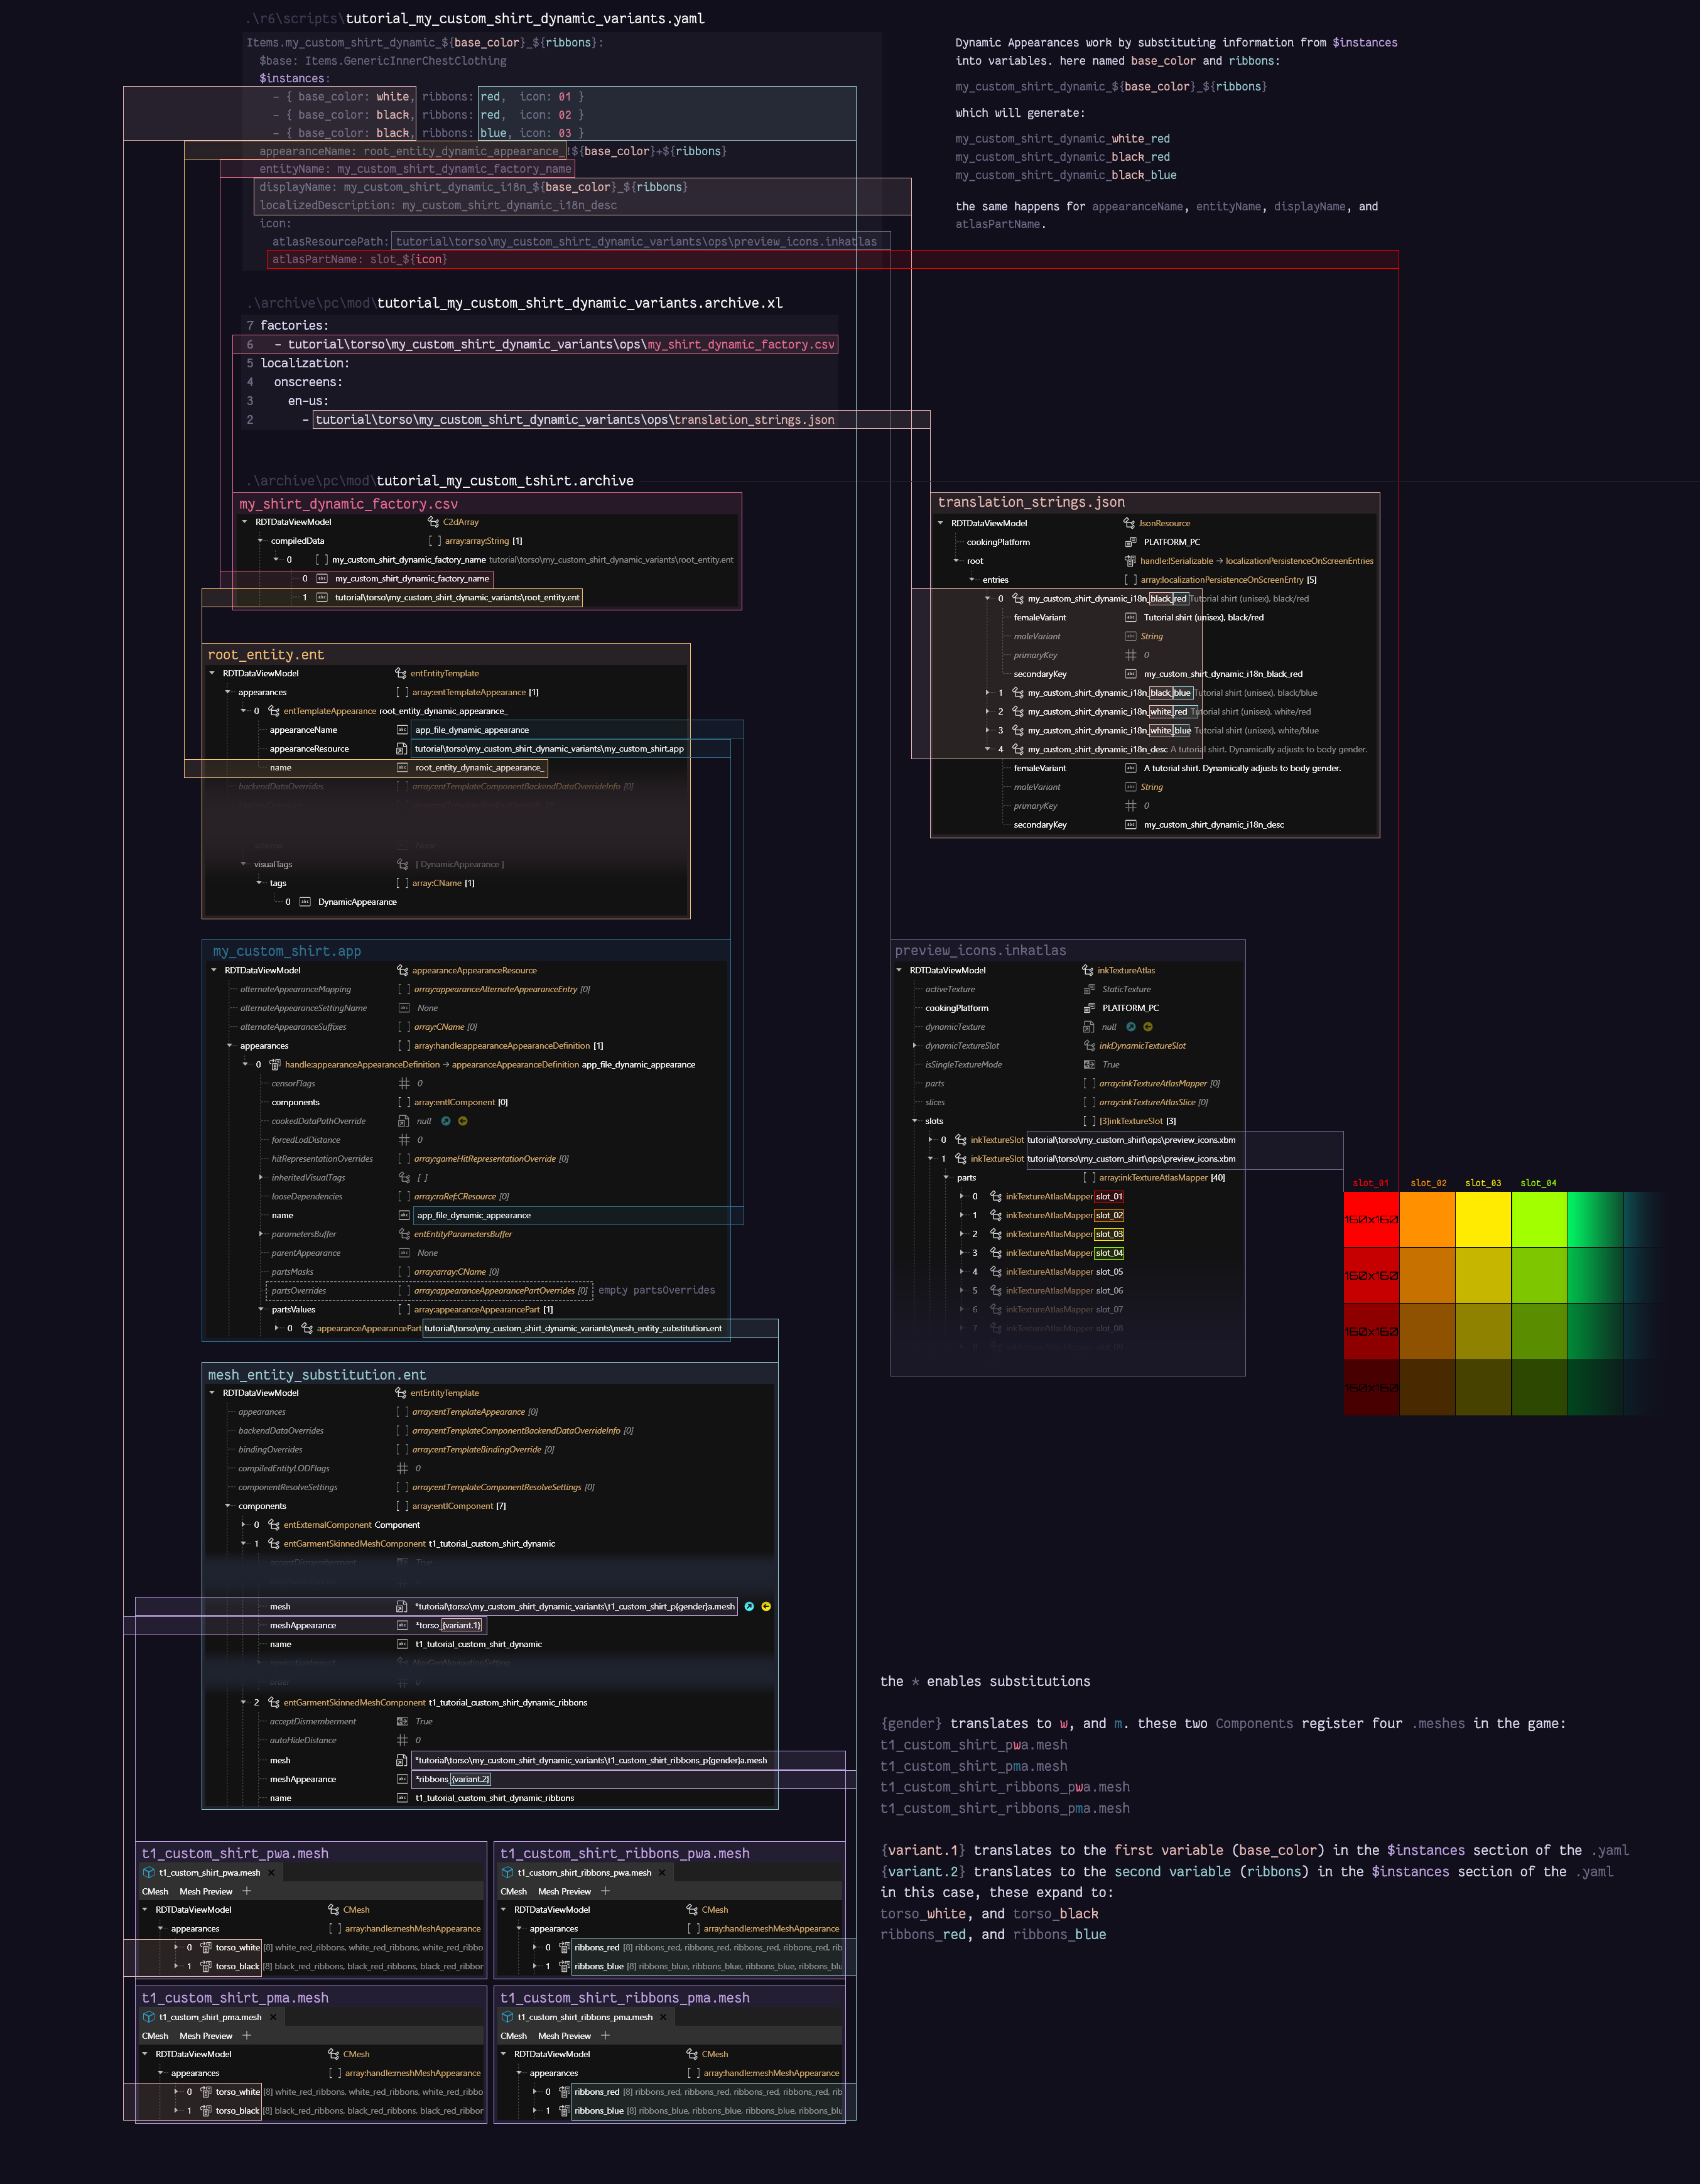 .\r6\scripts\tutorial_my_custom_shirt_dynamic_variants.yaml
Items.my_custom_shirt_dynamic_${base_color}_${ribbons}:
$base: Items.GenericInnerChestClothing
$instances:
- { base_color: white, ribbons: red, icon: 01 }
- { base_color: black, ribbons: red, icon: 02 }
- { base_color: black, ribbons: blue, icon: 03 }
appearanceName: root_entity_dynamic_appearance_!${base_color}+${ribbons}
entityName: my_custom_shirt_dynamic_factory_name
displayName: my_custom_shirt_dynamic_i18n_${base_color}_${ribbons}
localizedDescription: my_custom_shirt_dynamic_i18n_desc
icon:
atlasResourcePath: tutorial\torso\my_custom_shirt_dynamic_variants\ops\preview_icons.inkatlas
atlasPartName: slot_${icon}
Dynamic Appearances work by substituting information from $instances
into variables. here named base_color and ribbons:
my_custom_shirt_dynamic_${base_color}_${ribbons}
which will generate:
my_custom_shirt_dynamic_white_red
my_custom_shirt_dynamic_black_red
my_custom_shirt_dynamic_black_blue
the same happens for appearanceName, entityName, displayName, and
atlasPartName.
.\archive\pc\mod\tutorial_my_custom_shirt_dynamic_variants.archive.xl
7 factories:
6 - tutorial\torso\my_custom_shirt_dynamic_variants\ops\my_shirt_dynamic_factory.csv
5 localization:
4 onscreens:
3 en-us:
2 - tutorial\torso\my_custom_shirt_dynamic_variants\ops\translation_strings.json
.\archive\pc\mod\tutorial_my_custom_tshirt.archive
my_shirt_dynamic_factory.csv
RDTDataViewModel C2dArray
compiledData array:array:String [1]
0 my_custom_shirt_dynamic_factory_name tutorial\torso\my_custom_shirt_dynamic_variants\root_entity.ent
0 my_custom_shirt_dynamic_factory_name
1 tutorial\torso\my_custom_shirt_dynamic_variants\root_entity.ent
translation_strings.json
RDTDataViewModel JsonResource
cookingPlatform PLATFORM_PC
root handle:ISerializable → localizationPersistenceOnScreenEntries
entries array:localizationPersistenceOnScreenEntry [5]
0 my_custom_shirt_dynamic_i18n_black_red Tutorial shirt (unisex), black/red
femaleVariant Tutorial shirt (unisex), black/red
maleVariant String
primaryKey 0
secondaryKey my_custom_shirt_dynamic_i18n_black_red
1 my_custom_shirt_dynamic_i18n_black_blue Tutorial shirt (unisex), black/blue
2 my_custom_shirt_dynamic_i18n_white_red Tutorial shirt (unisex), white/red
3 my_custom_shirt_dynamic_i18n_white_blue Tutorial shirt (unisex), white/blue
4 my_custom_shirt_dynamic_i18n_desc A tutorial shirt. Dynamically adjusts to body gender.
femaleVariant A tutorial shirt. Dynamically adjusts to body gender.
maleVariant String
primaryKey 0
secondaryKey my_custom_shirt_dynamic_i18n_desc
root_entity.ent
RDTDataViewModel entEntityTemplate
appearances array:entTemplateAppearance [1]
0 entTemplateAppearance root_entity_dynamic_appearance_
appearanceName app_file_dynamic_appearance
appearanceResource tutorial\torso\my_custom_shirt_dynamic_variants\my_custom_shirt.app
name root_entity_dynamic_appearance_
backendDataOverrides array:entTemplateComponentBackendDataOverrideInfo [0]
visualTags [ DynamicAppearance ]
tags array:CName [1]
0 DynamicAppearance
my_custom_shirt.app
RDTDataViewModel appearanceAppearanceResource
alternateAppearanceMapping array:appearanceAlternateAppearanceEntry [0]
alternateAppearanceSettingName None
alternateAppearanceSuffixes array:CName [0]
appearances array:handle:appearanceAppearanceDefinition [1]
0 handle:appearanceAppearanceDefinition → appearanceAppearanceDefinition app_file_dynamic_appearance
censorFlags 0
components array:entIComponent [0]
cookedDataPathOverride null
forcedLodDistance 0
hitRepresentationOverrides array:gameHitRepresentationOverride [0]
inheritedVisualTags [ ]
looseDependencies array:raRef:CResource [0]
name app_file_dynamic_appearance
parametersBuffer entEntityParametersBuffer
parentAppearance None
partsMasks array:array:CName [0]
partsOverrides array:appearanceAppearancePartOverrides [0] empty partsOverrides
partsValues array:appearanceAppearancePart [1]
0 appearanceAppearancePart tutorial\torso\my_custom_shirt_dynamic_variants\mesh_entity_substitution.ent
preview_icons.inkatlas
RDTDataViewModel inkTextureAtlas
activeTexture StaticTexture
cookingPlatform PLATFORM_PC
dynamicTexture null
dynamicTextureSlot inkDynamicTextureSlot
isSingleTextureMode True
parts array:inkTextureAtlasMapper [0]
slices array:inkTextureAtlasSlice [0]
slots [3]inkTextureSlot [3]
0 inkTextureSlot tutorial\torso\my_custom_shirt\ops\preview_icons.xbm
1 inkTextureSlot tutorial\torso\my_custom_shirt\ops\preview_icons.xbm
parts array:inkTextureAtlasMapper [40]
0 inkTextureAtlasMapper slot_01
1 inkTextureAtlasMapper slot_02
2 inkTextureAtlasMapper slot_03
3 inkTextureAtlasMapper slot_04
4 inkTextureAtlasMapper slot_05
5 inkTextureAtlasMapper slot_06
6 inkTextureAtlasMapper slot_07
7 inkTextureAtlasMapper slot_08
slot_01 slot_02 slot_03 slot_04
160x160
160x160
160x160
160x160
mesh_entity_substitution.ent
RDTDataViewModel entEntityTemplate
appearances array:entTemplateAppearance [0]
backendDataOverrides array:entTemplateComponentBackendDataOverrideInfo [0]
bindingOverrides array:entTemplateBindingOverride [0]
compiledEntityLODFlags 0
componentResolveSettings array:entTemplateComponentResolveSettings [0]
components array:entIComponent [7]
0 entExternalComponent Component
1 entGarmentSkinnedMeshComponent t1_tutorial_custom_shirt_dynamic
acceptDismemberment True
mesh *tutorial\torso\my_custom_shirt_dynamic_variants\t1_custom_shirt_p{gender}a.mesh
meshAppearance *torso_{variant.1}
name t1_tutorial_custom_shirt_dynamic
2 entGarmentSkinnedMeshComponent t1_tutorial_custom_shirt_dynamic_ribbons
acceptDismemberment True
autoHideDistance 0
mesh *tutorial\torso\my_custom_shirt_dynamic_variants\t1_custom_shirt_ribbons_p{gender}a.mesh
meshAppearance *ribbons_{variant.2}
name t1_tutorial_custom_shirt_dynamic_ribbons
the * enables substitutions
{gender} translates to w, and m. these two Components register four .meshes in the game:
t1_custom_shirt_pwa.mesh
t1_custom_shirt_pma.mesh
t1_custom_shirt_ribbons_pwa.mesh
t1_custom_shirt_ribbons_pma.mesh
{variant.1} translates to the first variable (base_color) in the $instances section of the .yaml
{variant.2} translates to the second variable (ribbons) in the $instances section of the .yaml
in this case, these expand to:
torso_white, and torso_black
ribbons_red, and ribbons_blue
t1_custom_shirt_pwa.mesh
t1_custom_shirt_pwa.mesh ×
CMesh Mesh Preview +
RDTDataViewModel CMesh
appearances array:handle:meshMeshAppearance
0 torso_white [8] white_red_ribbons, white_red_ribbons, white_red_ribbo
1 torso_black [8] black_red_ribbons, black_red_ribbons, black_red_ribbon
t1_custom_shirt_ribbons_pwa.mesh
t1_custom_shirt_ribbons_pwa.mesh ×
CMesh Mesh Preview +
RDTDataViewModel CMesh
appearances array:handle:meshMeshAppearance
0 ribbons_red [8] ribbons_red, ribbons_red, ribbons_red, ribbons_red, rib
1 ribbons_blue [8] ribbons_blue, ribbons_blue, ribbons_blue, ribbons_blu
t1_custom_shirt_pma.mesh
t1_custom_shirt_pma.mesh ×
CMesh Mesh Preview +
RDTDataViewModel CMesh
appearances array:handle:meshMeshAppearance
0 torso_white [8] white_red_ribbons, white_red_ribbons, white_red_ribbo
1 torso_black [8] black_red_ribbons, black_red_ribbons, black_red_ribbon
t1_custom_shirt_ribbons_pma.mesh
t1_custom_shirt_ribbons_pma.mesh ×
CMesh Mesh Preview +
RDTDataViewModel CMesh
appearances array:handle:meshMeshAppearance
0 ribbons_red [8] ribbons_red, ribbons_red, ribbons_red, ribbons_red, rib
1 ribbons_blue [8] ribbons_blue, ribbons_blue, ribbons_blue, ribbons_blu